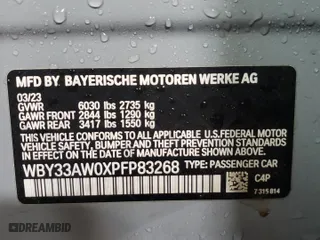 MFD BY BAYERISCHE MOTOREN WERKE AG
03/23
GVWR 6030 lbs 2735 kg
GAWR FRONT 2844 lbs 1290 kg
GAWR REAR 3417 lbs 1550 kg
THIS VEHICLE CONFORMS TO ALL APPLICABLE U.S. FEDERAL MOTOR
VEHICLE SAFETY, BUMPER, AND THEFT PREVENTION STANDARDS
IN EFFECT ON THE DATE OF MANUFACTURE SHOWN ABOVE.
WBY33AW0XPFP83268 TYPE: PASSENGER CAR
C4P
7 315 814
DREAMBID